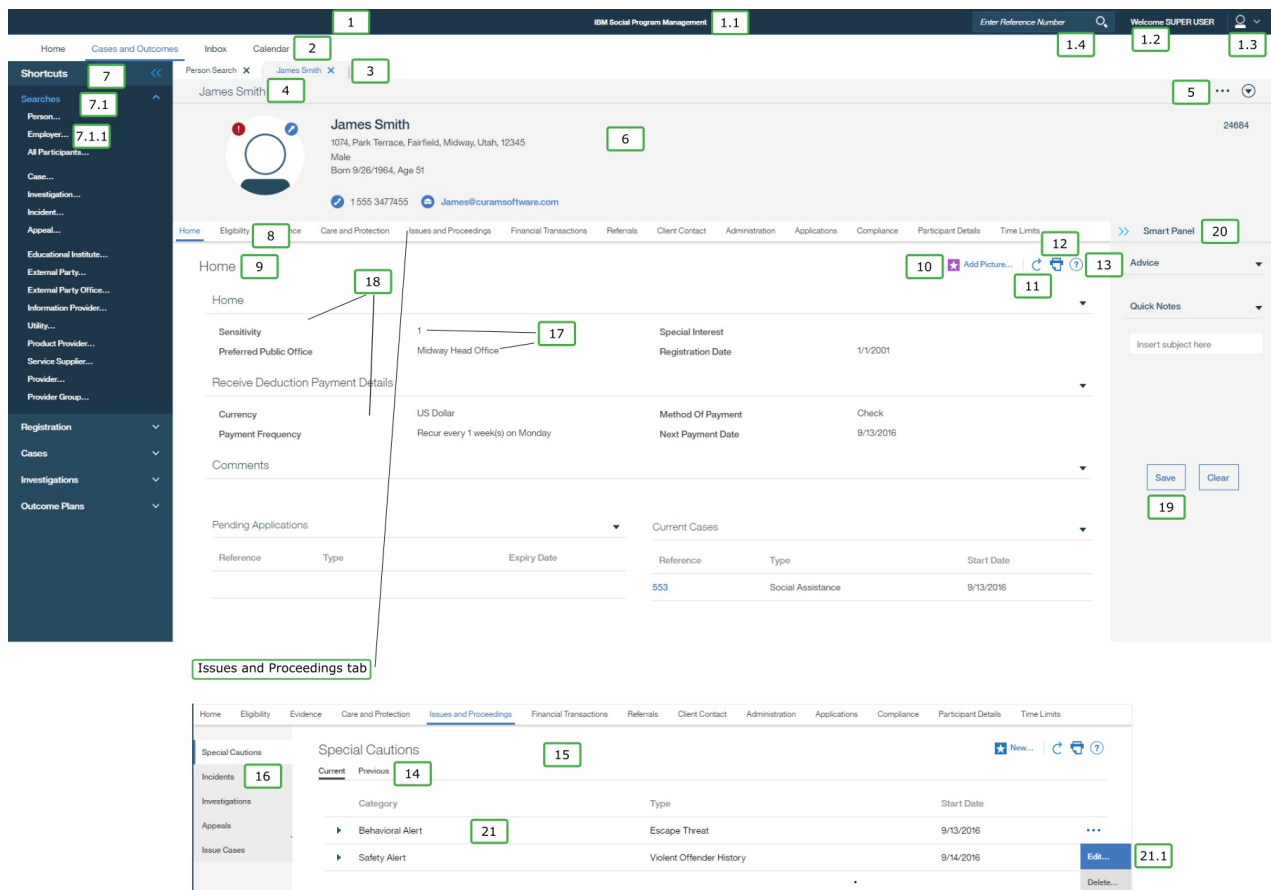 1 IBM Social Program Management 1.1 Enter Reference Number 1.4 Welcome SUPER USER 1.2 1.3
Home Cases and Outcomes Inbox Calendar 2
Shortcuts 7
Person Search James Smith 3
James Smith 4 5
Searches 7.1
Person...
Employer... 7.1.1
All Participants...
Case...
Investigation...
Incident...
Appeal...
Educational Institute...
External Party...
External Party Office...
Information Provider...
Utility...
Product Provider...
Service Supplier...
Provider...
Provider Group...
Registration
Cases
Investigations
Outcome Plans
!
James Smith 6 24684
1074, Park Terrace, Fairfield, Midway, Utah, 12345
Male
Born 9/26/1964, Age 51
1 555 3477455 James@curamsoftware.com
Home Eligibility 8 Care and Protection Issues and Proceedings Financial Transactions Referrals Client Contact Administration Applications Compliance Participant Details Time Limits 12
Home 9 10 Add Picture... 11 ? 13
Home 18
Sensitivity 1 17 Special Interest
Preferred Public Office Midway Head Office Registration Date 1/1/2001
Receive Deduction Payment Details
Currency US Dollar Method Of Payment Check
Payment Frequency Recur every 1 week(s) on Monday Next Payment Date 9/13/2016
Comments
Pending Applications
Reference Type Expiry Date
Current Cases
Reference Type Start Date
553 Social Assistance 9/13/2016
Smart Panel 20
Advice
Quick Notes
Insert subject here
Save Clear
19
Issues and Proceedings tab
Home Eligibility Evidence Care and Protection Issues and Proceedings Financial Transactions Referrals Client Contact Administration Applications Compliance Participant Details Time Limits
Special Cautions
Incidents 16
Investigations
Appeals
Issue Cases
Special Cautions 15 New... ?
Current Previous 14
Category Type Start Date
Behavioral Alert 21 Escape Threat 9/13/2016
Safety Alert Violent Offender History 9/14/2016
Edit... 21.1
Delete...